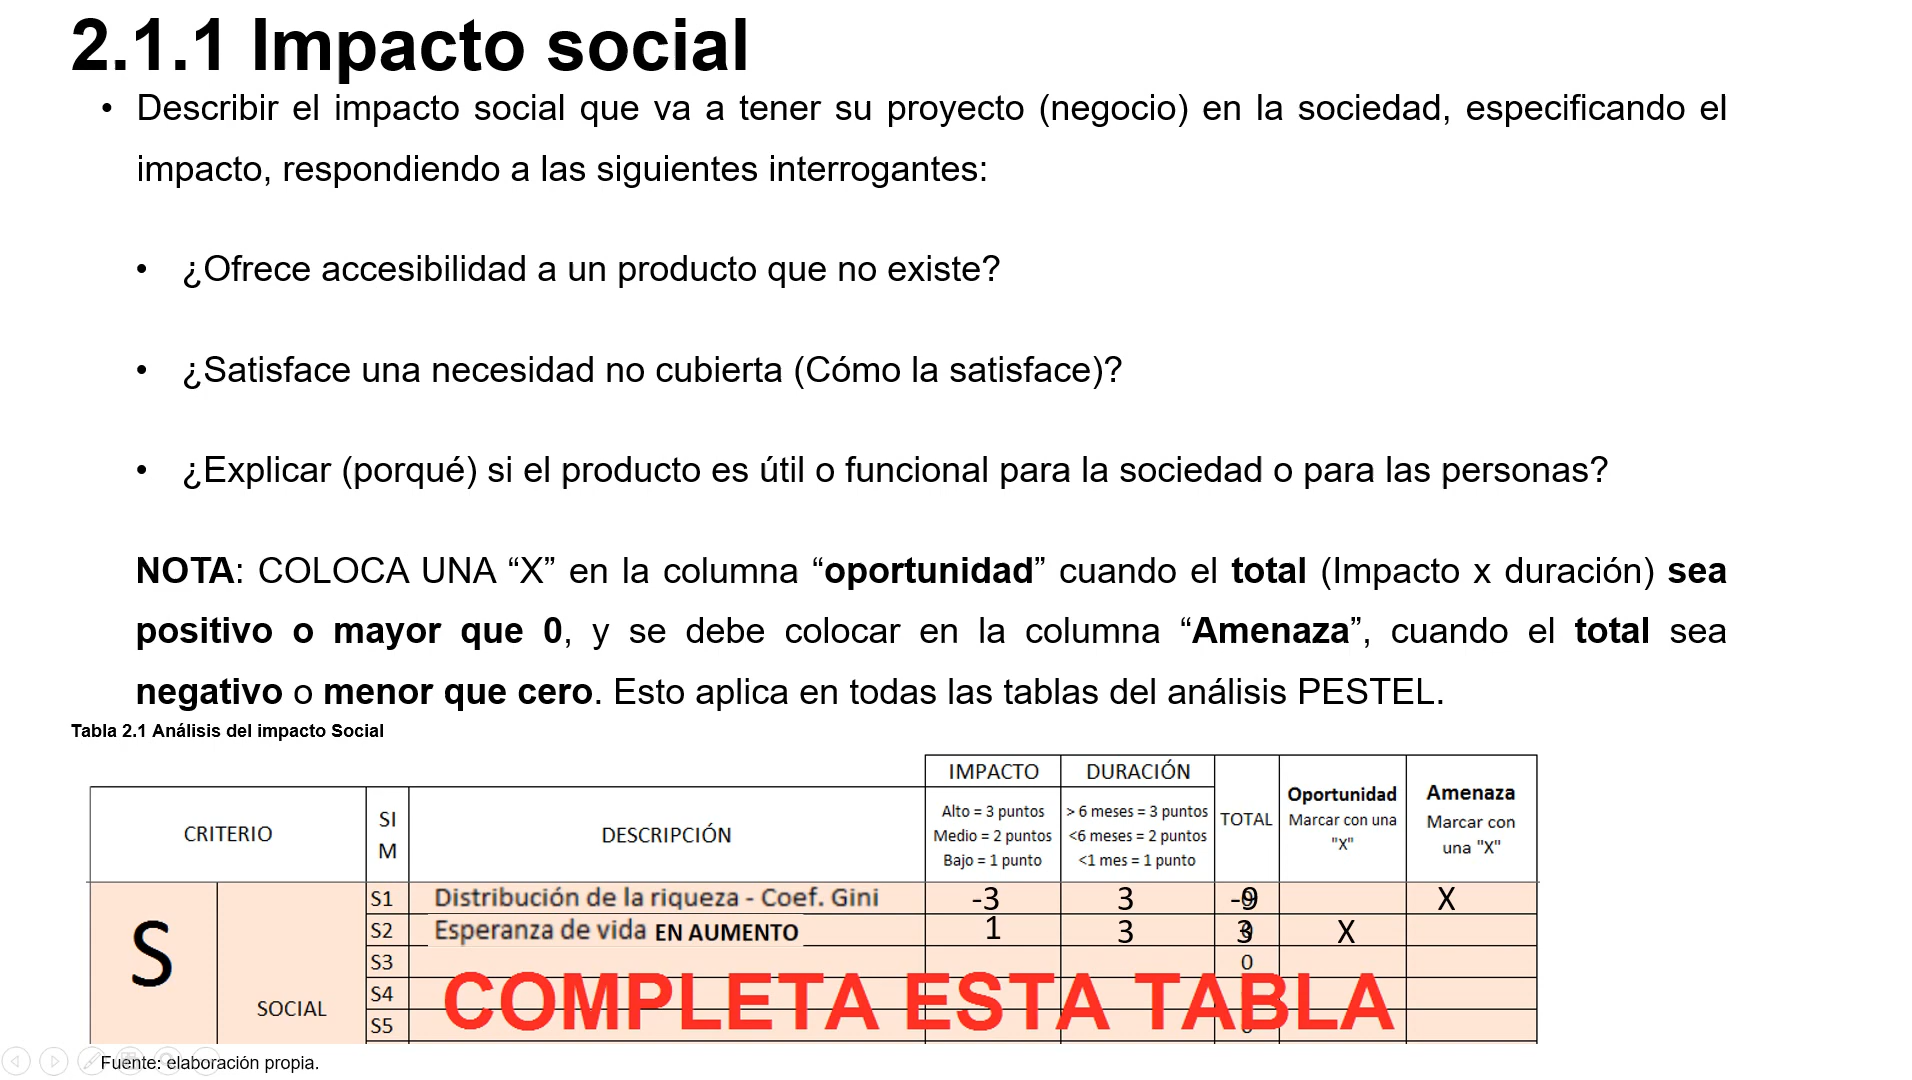 2.1.1 Impacto social
• Describir el impacto social que va a tener su proyecto (negocio) en la sociedad, especificando el
impacto, respondiendo a las siguientes interrogantes:
• ¿Ofrece accesibilidad a un producto que no existe?
• ¿Satisface una necesidad no cubierta (Cómo la satisface)?
• ¿Explicar (porqué) si el producto es útil o funcional para la sociedad o para las personas?
NOTA: COLOCA UNA “X” en la columna “oportunidad” cuando el total (Impacto x duración) sea
positivo o mayor que 0, y se debe colocar en la columna “Amenaza”, cuando el total sea
negativo o menor que cero. Esto aplica en todas las tablas del análisis PESTEL.
Tabla 2.1 Análisis del impacto Social
IMPACTO DURACIÓN
CRITERIO
SI
M
DESCRIPCIÓN
Alto = 3 puntos
Medio = 2 puntos
Bajo = 1 punto
> 6 meses = 3 puntos
<6 meses = 2 puntos
<1 mes = 1 punto
TOTAL
Oportunidad
Marcar con una
"X"
Amenaza
Marcar con
una "X"
S
SOCIAL
S1 Distribución de la riqueza - Coef. Gini -3 3 -9 X
S2 Esperanza de vida EN AUMENTO 1 3 3 X
S3 0
S4
S5
COMPLETA ESTA TABLA
Fuente: elaboración propia.